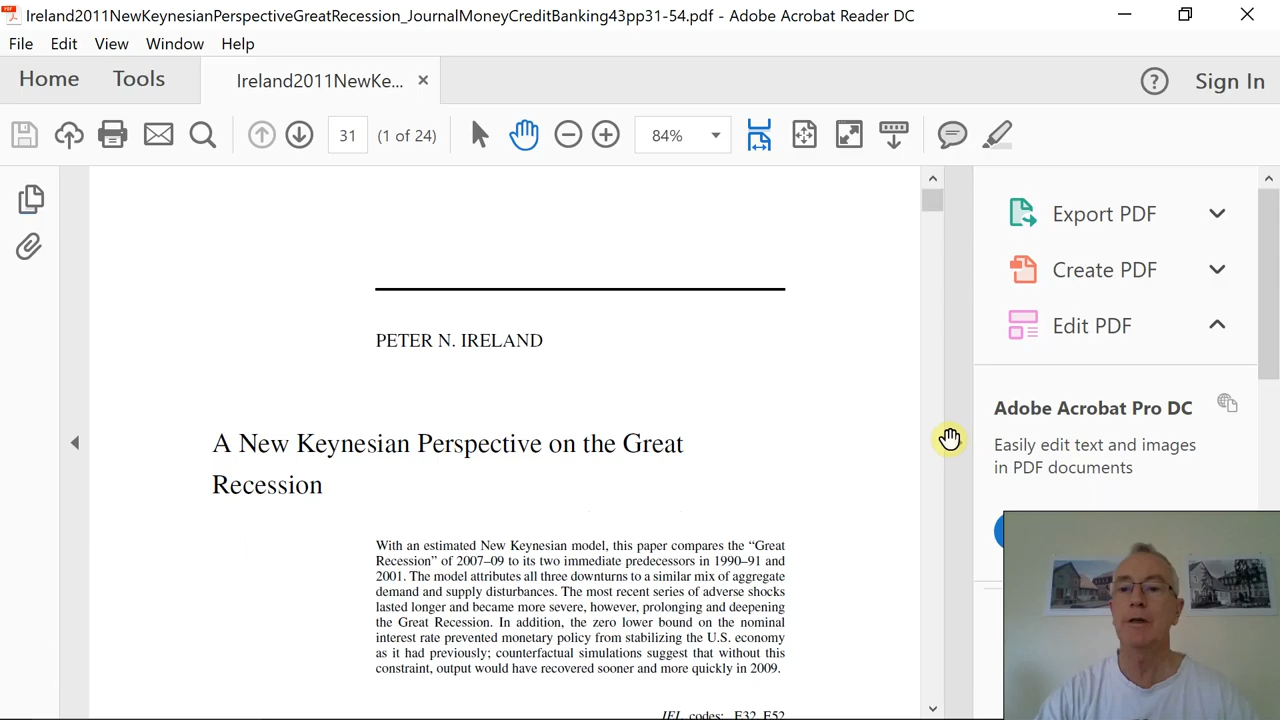 Ireland2011NewKeynesianPerspectiveGreatRecession_JournalMoneyCreditBanking43pp31-54.pdf - Adobe Acrobat Reader DC
File Edit View Window Help
Home Tools Ireland2011NewKe... Sign In
31 (1 of 24) 84%
Export PDF
Create PDF
Edit PDF
Adobe Acrobat Pro DC
Easily edit text and images
in PDF documents
PETER N. IRELAND
A New Keynesian Perspective on the Great
Recession
With an estimated New Keynesian model, this paper compares the “Great
Recession” of 2007–09 to its two immediate predecessors in 1990–91 and
2001. The model attributes all three downturns to a similar mix of aggregate
demand and supply disturbances. The most recent series of adverse shocks
lasted longer and became more severe, however, prolonging and deepening
the Great Recession. In addition, the zero lower bound on the nominal
interest rate prevented monetary policy from stabilizing the U.S. economy
as it had previously; counterfactual simulations suggest that without this
constraint, output would have recovered sooner and more quickly in 2009.
JEL codes: E32, E52